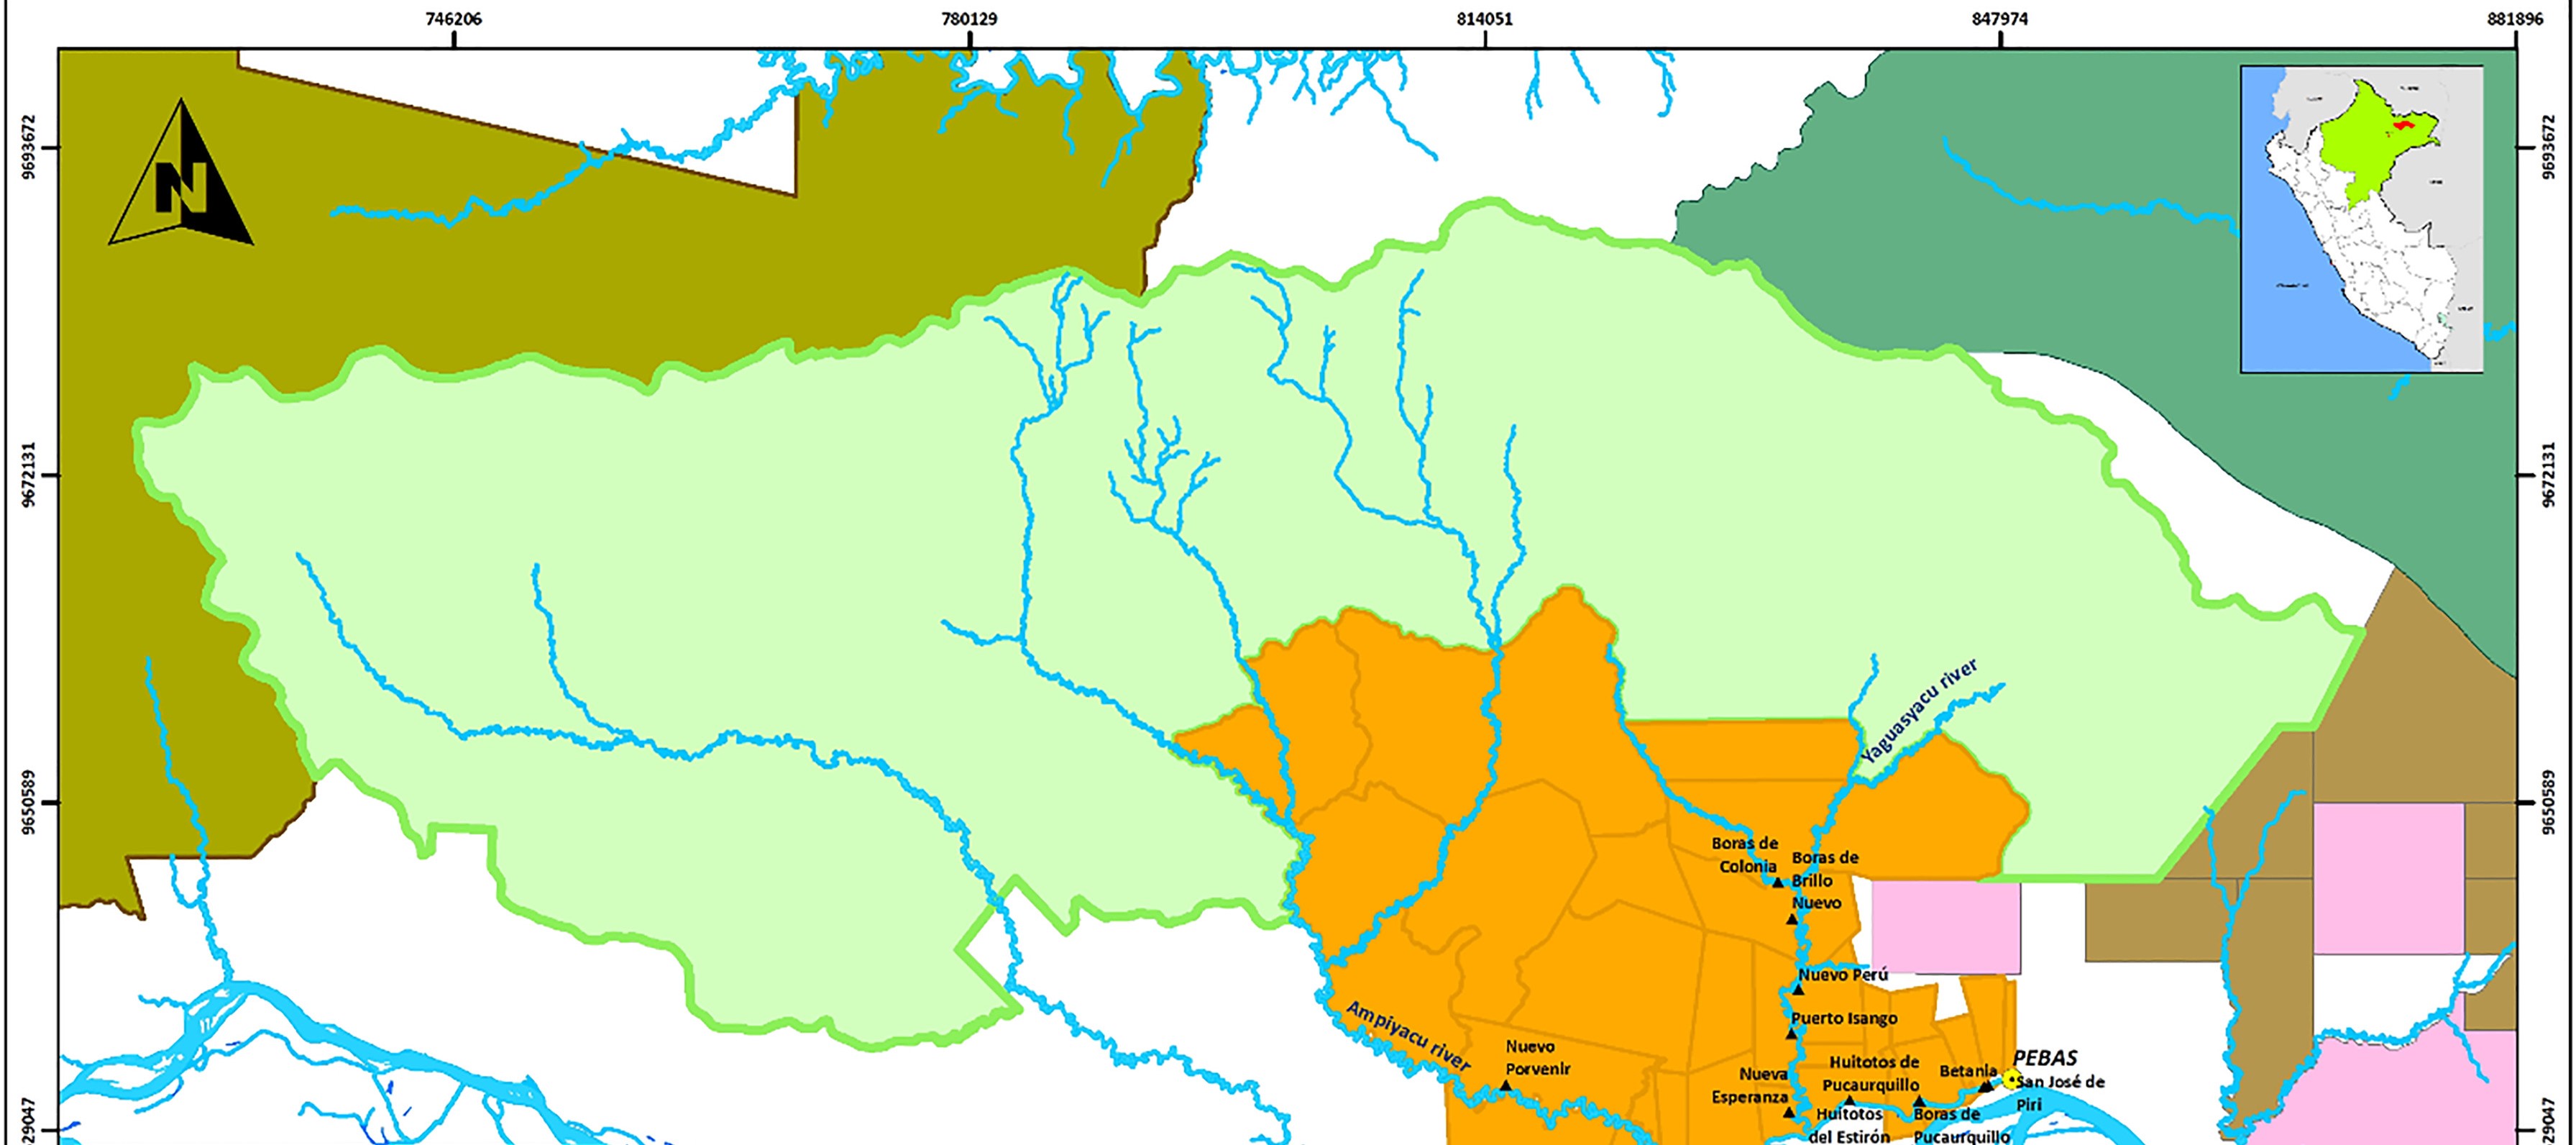 746206
780129
814051
847974
881896
9693672
9693672
N
9672131
9672131
Yaguasyacu river
9650589
9650589
Boras de
Colonia
Boras de
Brillo
Nuevo
Nuevo Perú
Puerto Isango
Ampiyacu river
Nuevo
Porvenir
Nueva
Esperanza
Huitotos de
Pucaurquillo
Betania
PEBAS
San José de
Piri
Huitotos
del Estirón
Boras de
Pucaurquillo
29047
29047